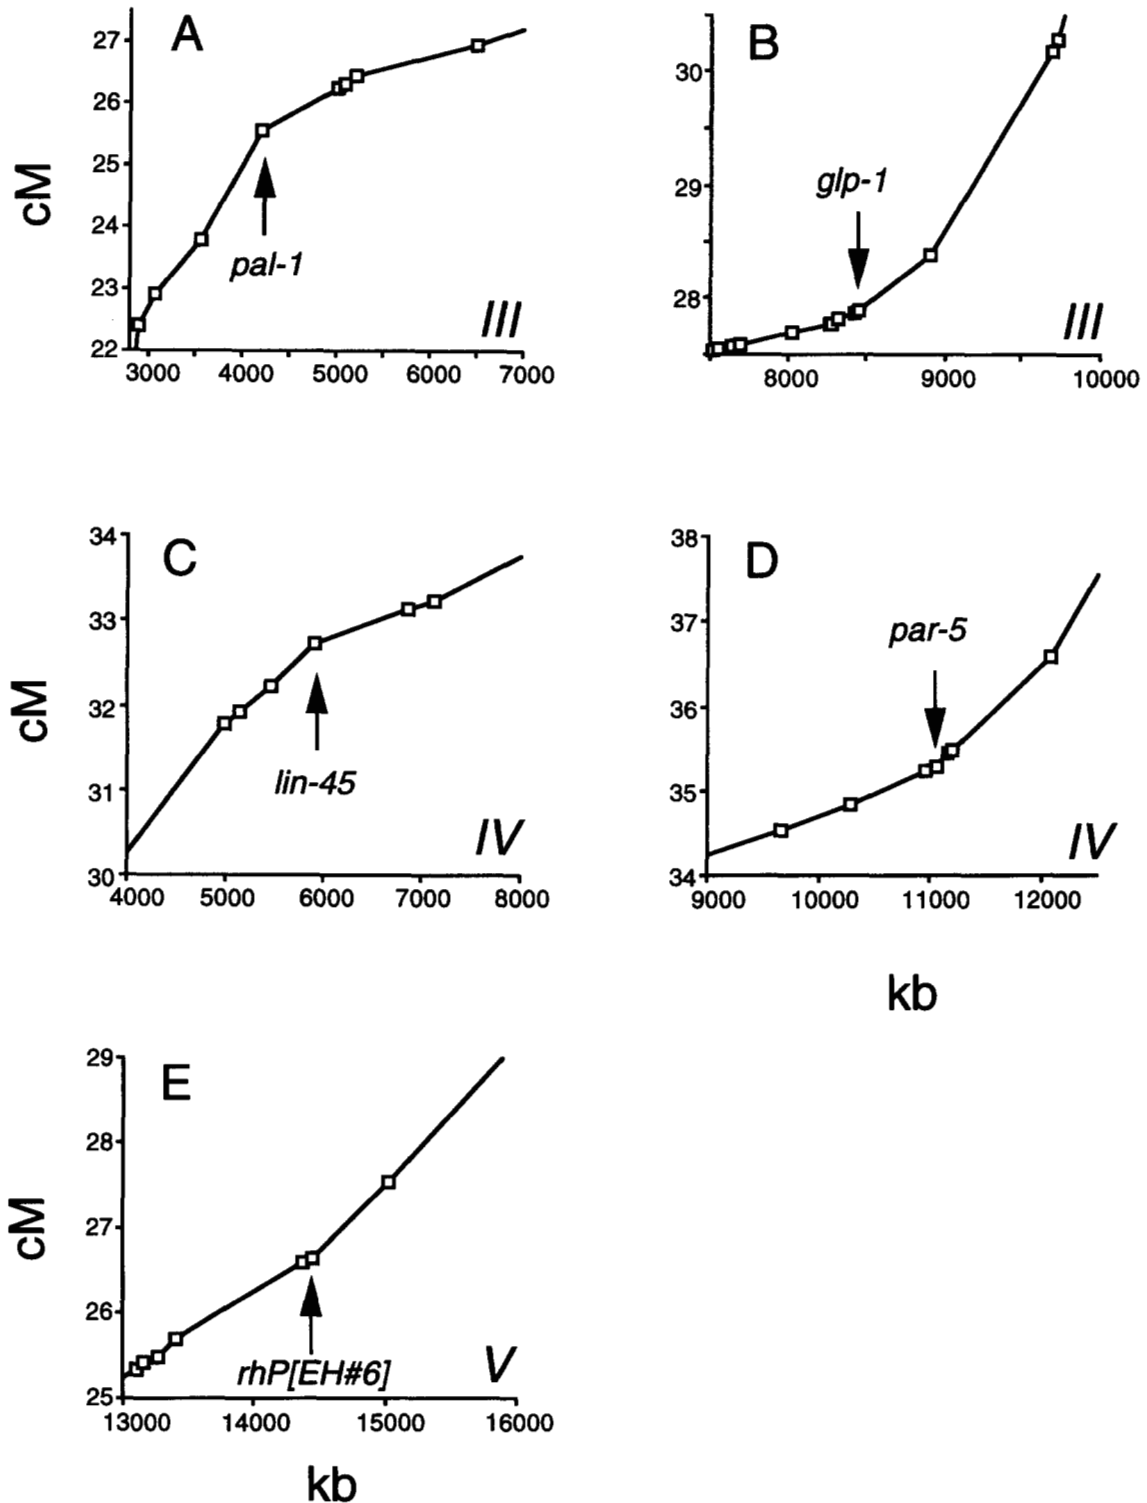 A
27
26
25
24
23
22
cM
pal-1
III
3000 4000 5000 6000 7000
B
30
29
28
glp-1
III
8000 9000 10000
C
34
33
32
31
30
cM
lin-45
IV
4000 5000 6000 7000 8000
D
38
37
36
35
34
par-5
IV
9000 10000 11000 12000
kb
E
29
28
27
26
25
cM
rhP[EH#6]
V
13000 14000 15000 16000
kb